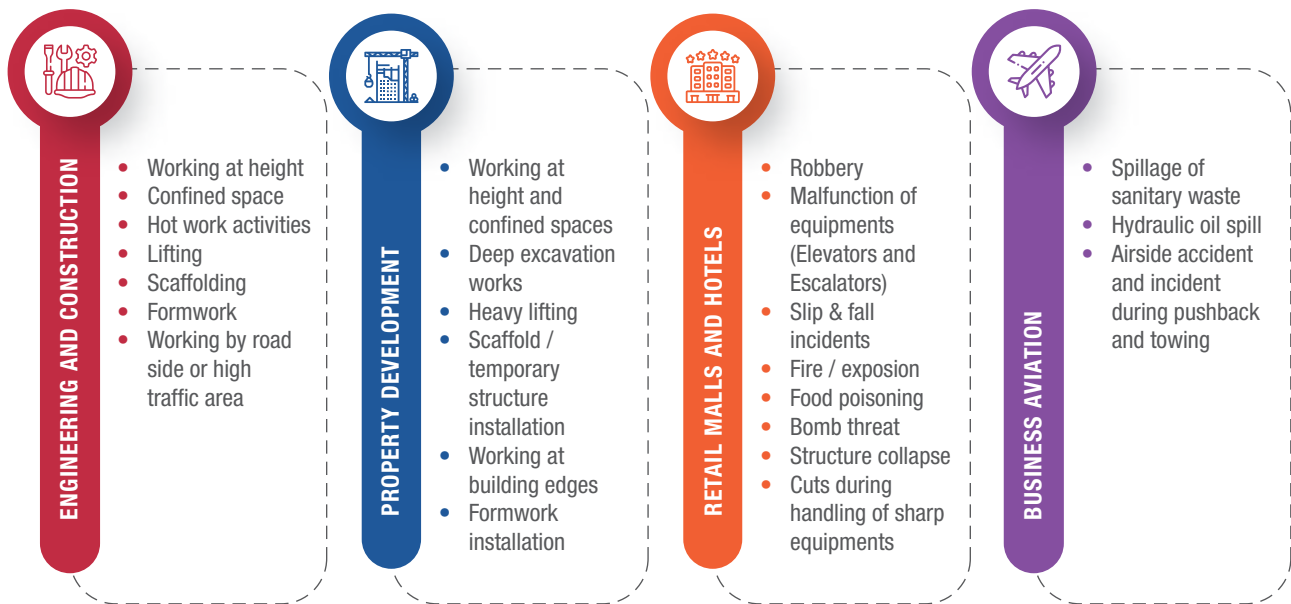 ENGINEERING AND CONSTRUCTION
• Working at height
• Confined space
• Hot work activities
• Lifting
• Scaffolding
• Formwork
• Working by road
side or high
traffic area
PROPERTY DEVELOPMENT
• Working at
height and
confined spaces
• Deep excavation
works
• Heavy lifting
• Scaffold /
temporary
structure
installation
• Working at
building edges
• Formwork
installation
RETAIL MALLS AND HOTELS
• Robbery
• Malfunction of
equipments
(Elevators and
Escalators)
• Slip & fall
incidents
• Fire / exposion
• Food poisoning
• Bomb threat
• Structure collapse
• Cuts during
handling of sharp
equipments
BUSINESS AVIATION
• Spillage of
sanitary waste
• Hydraulic oil spill
• Airside accident
and incident
during pushback
and towing